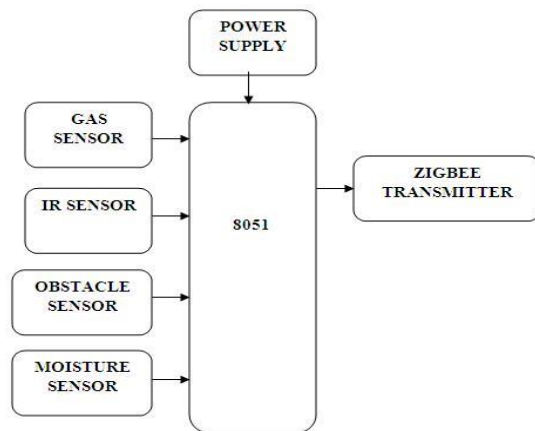 POWER
SUPPLY
GAS
SENSOR
IR SENSOR
OBSTACLE
SENSOR
MOISTURE
SENSOR
8051
ZIGBEE
TRANSMITTER